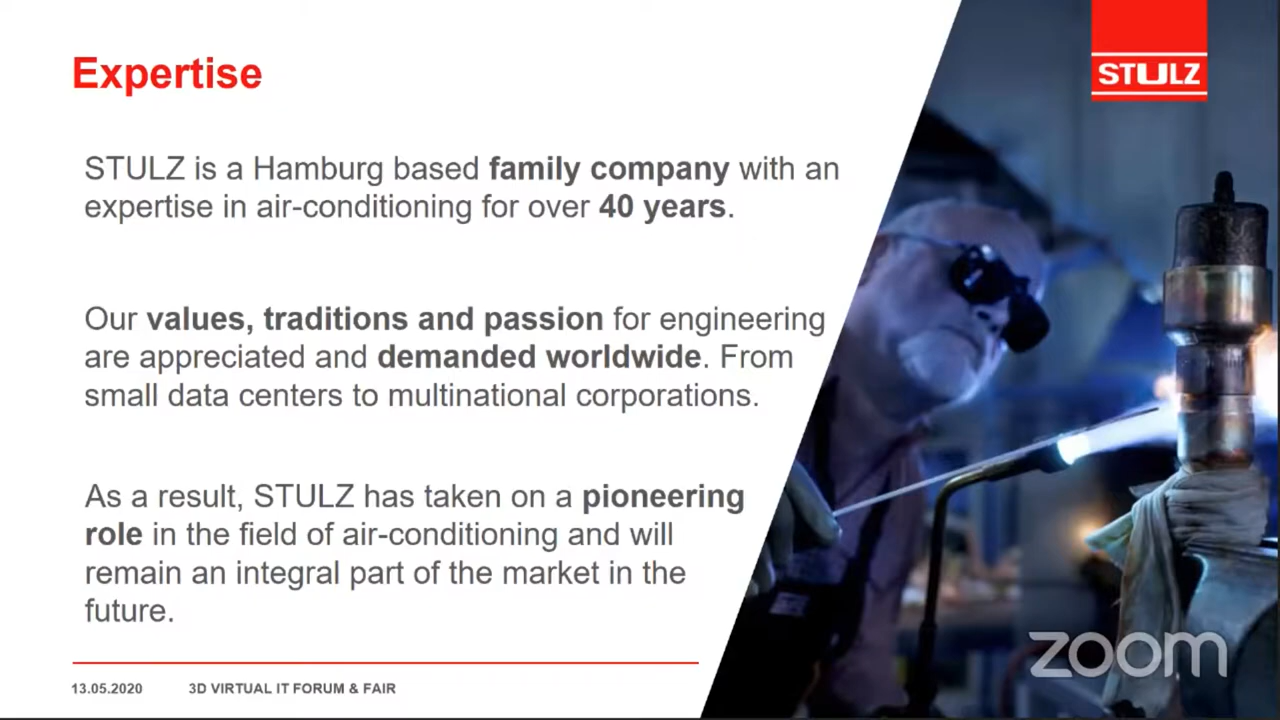 Expertise
STULZ
STULZ is a Hamburg based family company with an
expertise in air-conditioning for over 40 years.
Our values, traditions and passion for engineering
are appreciated and demanded worldwide. From
small data centers to multinational corporations.
As a result, STULZ has taken on a pioneering
role in the field of air-conditioning and will
remain an integral part of the market in the
future.
zoom
13.05.2020 3D VIRTUAL IT FORUM & FAIR